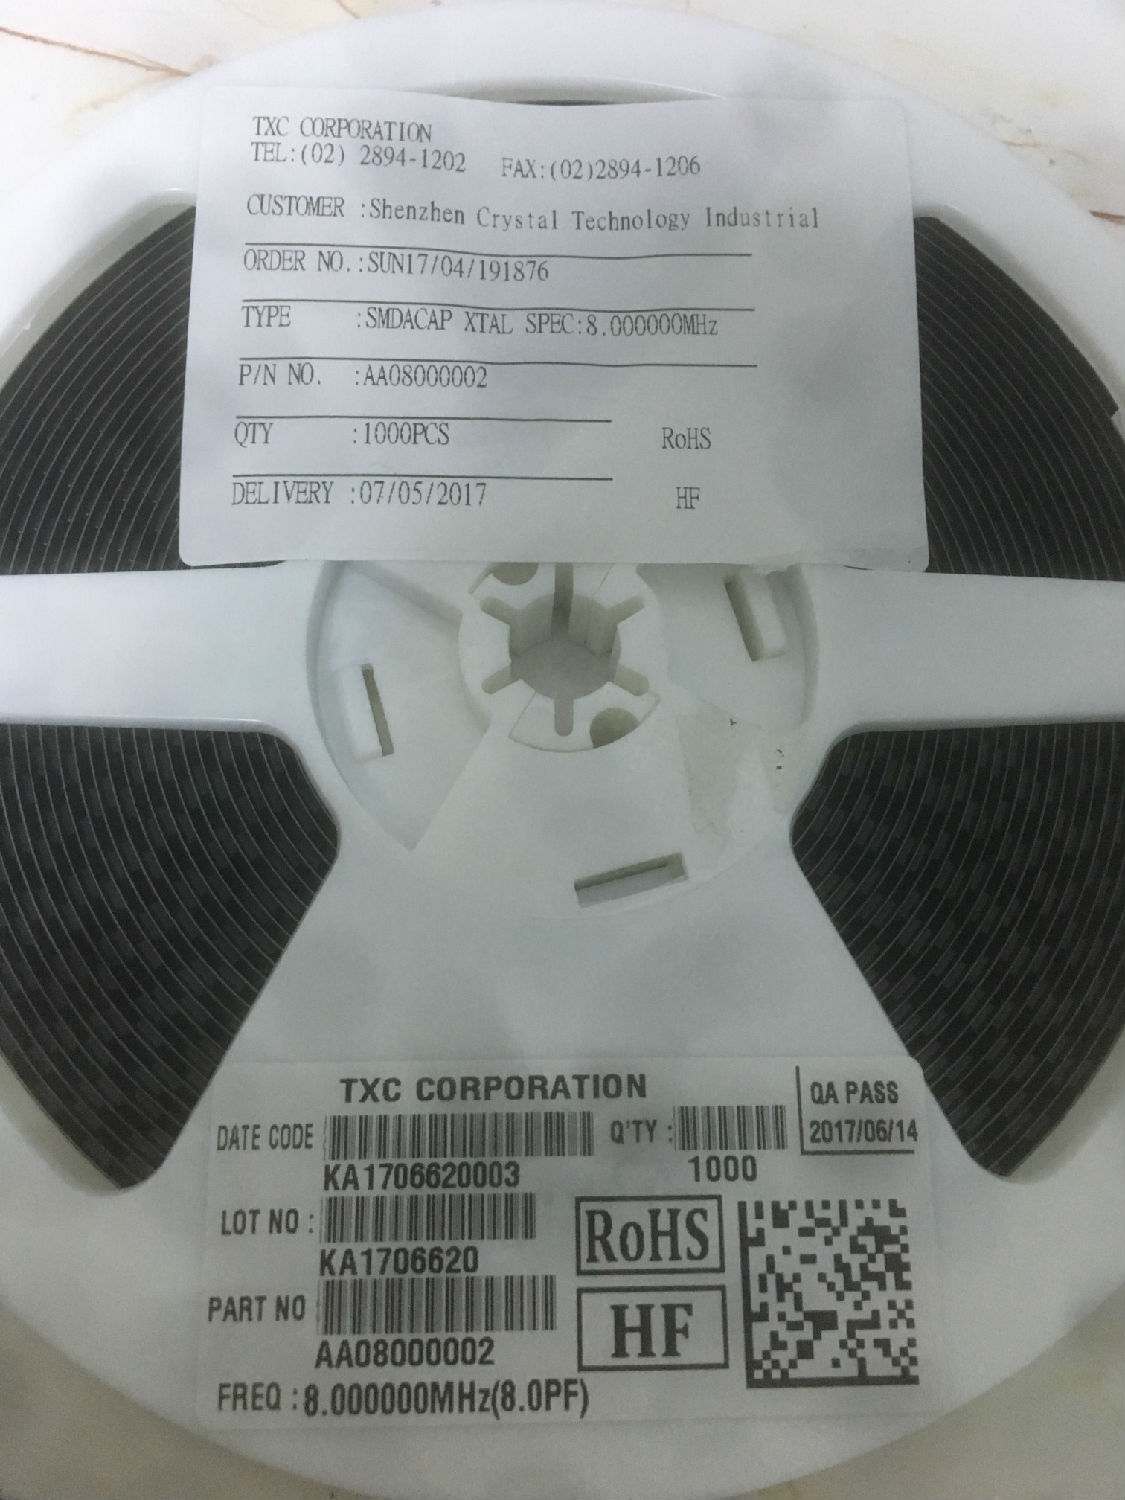 TXC CORPORATION
TEL:(02) 2894-1202 FAX:(02)2894-1206
CUSTOMER :Shenzhen Crystal Technology Industrial
ORDER NO.:SUN17/04/191876
TYPE :SMDACAP XTAL SPEC:8.000000MHz
P/N NO. :AA08000002
QTY :1000PCS RoHS
DELIVERY :07/05/2017 HF
TXC CORPORATION
QA PASS
2017/06/14
DATE CODE Q'TY :
KA1706620003 1000
LOT NO :
KA1706620
RoHS
PART NO
AA08000002
HF
FREQ :8.000000MHz(8.0PF)